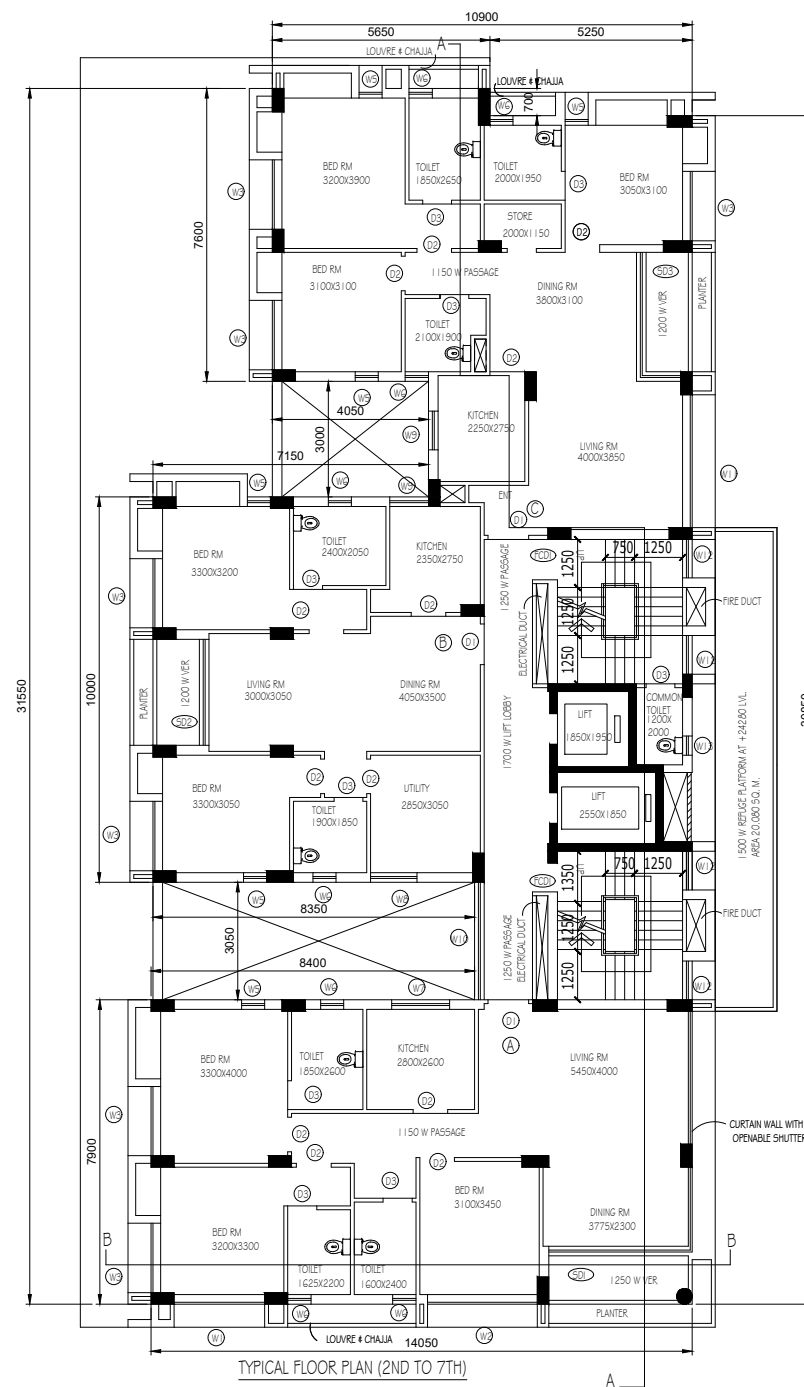 10900
5650
5250
A
LOUVRE & CHAJJA
W5
W6
LOUVRE & CHAJJA
W6
W5
700
BED RM
3200X3900
TOILET
1850X2650
TOILET
2000X1950
BED RM
3050X3100
D3
W3
W3
7600
D3
STORE
2000X1150
D2
D2
BED RM
3100X3100
D2
1150 W PASSAGE
DINING RM
3800X3100
SD3
1200 W VER
PLANTER
D3
TOILET
2100X1900
W3
D2
W5
W6
4050
3000
W9
KITCHEN
2250X2750
LIVING RM
4000X3850
7150
W11
W5
W6
W9
ENT
C
D1
BED RM
3300X3200
TOILET
2400X2050
KITCHEN
2350X2750
1250 W PASSAGE
FCD1
UP
750
1250
1250
W12
D3
W3
D2
D2
ELECTRICAL DUCT
1250
FIRE DUCT
B
D1
1250
W12
31550
10000
PLANTER
1200 W VER
SD2
LIVING RM
3000X3050
DINING RM
4050X3500
D3
COMMON
TOILET
1200X
2000
1700 W LIFT LOBBY
LIFT
1850X1950
W13
BED RM
3300X3050
D2
D3
D2
UTILITY
2850X3050
LIFT
2550X1850
1500 W REFUGE PLATFORM AT +24280 LVL.
AREA 20.080 SQ. M.
W3
TOILET
1900X1850
W5
W6
W8
FCD1
UP
750
1250
1350
W12
8350
3050
W10
1250 W PASSAGE
ELECTRICAL DUCT
1250
FIRE DUCT
8400
1250
W12
W5
W6
W7
D1
A
BED RM
3300X4000
TOILET
1850X2600
KITCHEN
2800X2600
LIVING RM
5450X4000
D3
D2
W3
CURTAIN WALL WITH
OPENABLE SHUTTER
7900
D2
1150 W PASSAGE
D2
D2
D3
D3
BED RM
3100X3450
BED RM
3200X3300
DINING RM
3775X2300
B
B
W3
TOILET
1625X2200
TOILET
1600X2400
SD1
1250 W VER
W6
W6
PLANTER
W1
LOUVRE & CHAJJA
W2
14050
TYPICAL FLOOR PLAN (2ND TO 7TH)
A